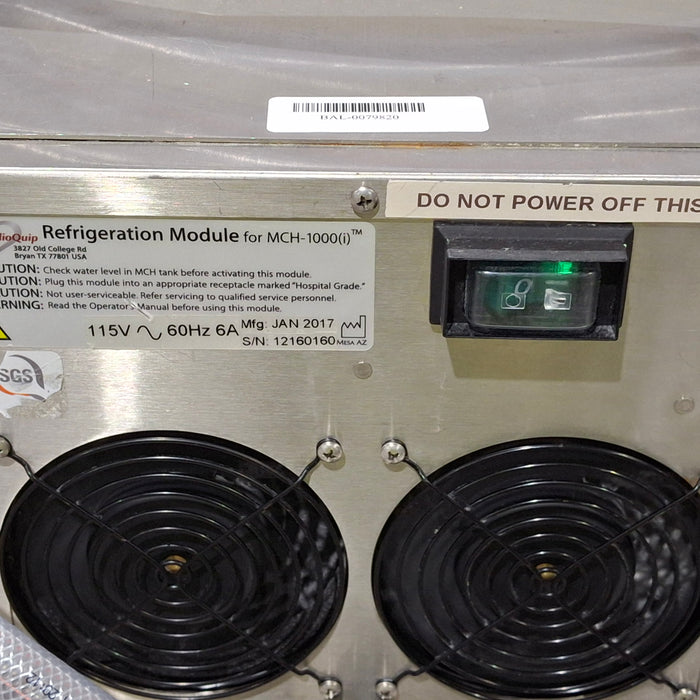 BAL-0079820
DO NOT POWER OFF THIS
dioQuip
Refrigeration Module for MCH-1000(i)™
3827 Old College Rd
Bryan TX 77801 USA
UTION: Check water level in MCH tank before activating this module.
UTION: Plug this module into an appropriate receptacle marked "Hospital Grade."
UTION: Not user-serviceable. Refer servicing to qualified service personnel.
RNING: Read the Operator's Manual before using this module.
115V ~ 60Hz 6A
Mfg: JAN 2017
S/N: 12160160
MESA AZ
SGS